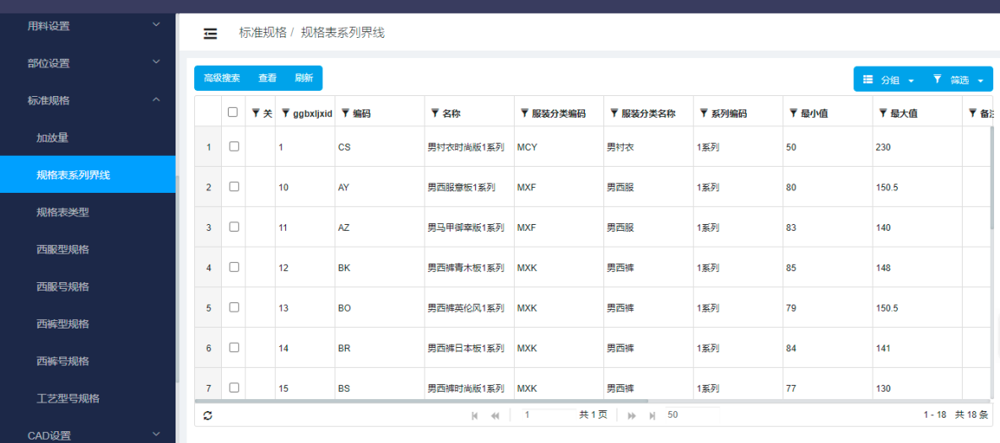 用料设置
部位设置
标准规格
加放量
规格表系列界线
规格表类型
西服型规格
西服号规格
西裤型规格
西裤号规格
工艺型号规格
CAD设置
标准规格 / 规格表系列界线
高级搜索 查看 刷新
分组 筛选
关 ggbxljxid 编码 名称 服装分类编码 服装分类名称 系列编码 最小值 最大值 备注
1 1 CS 男衬衣时尚版1系列 MCY 男衬衣 1系列 50 230
2 10 AY 男西服意板1系列 MXF 男西服 1系列 80 150.5
3 11 AZ 男马甲御幸版1系列 MXF 男西服 1系列 83 140
4 12 BK 男西裤青木板1系列 MXK 男西裤 1系列 85 148
5 13 BO 男西裤英伦风1系列 MXK 男西裤 1系列 79 150.5
6 14 BR 男西裤日本板1系列 MXK 男西裤 1系列 84 141
7 15 BS 男西裤时尚版1系列 MXK 男西裤 1系列 77 130
1 共1页 50 1 - 18 共 18 条